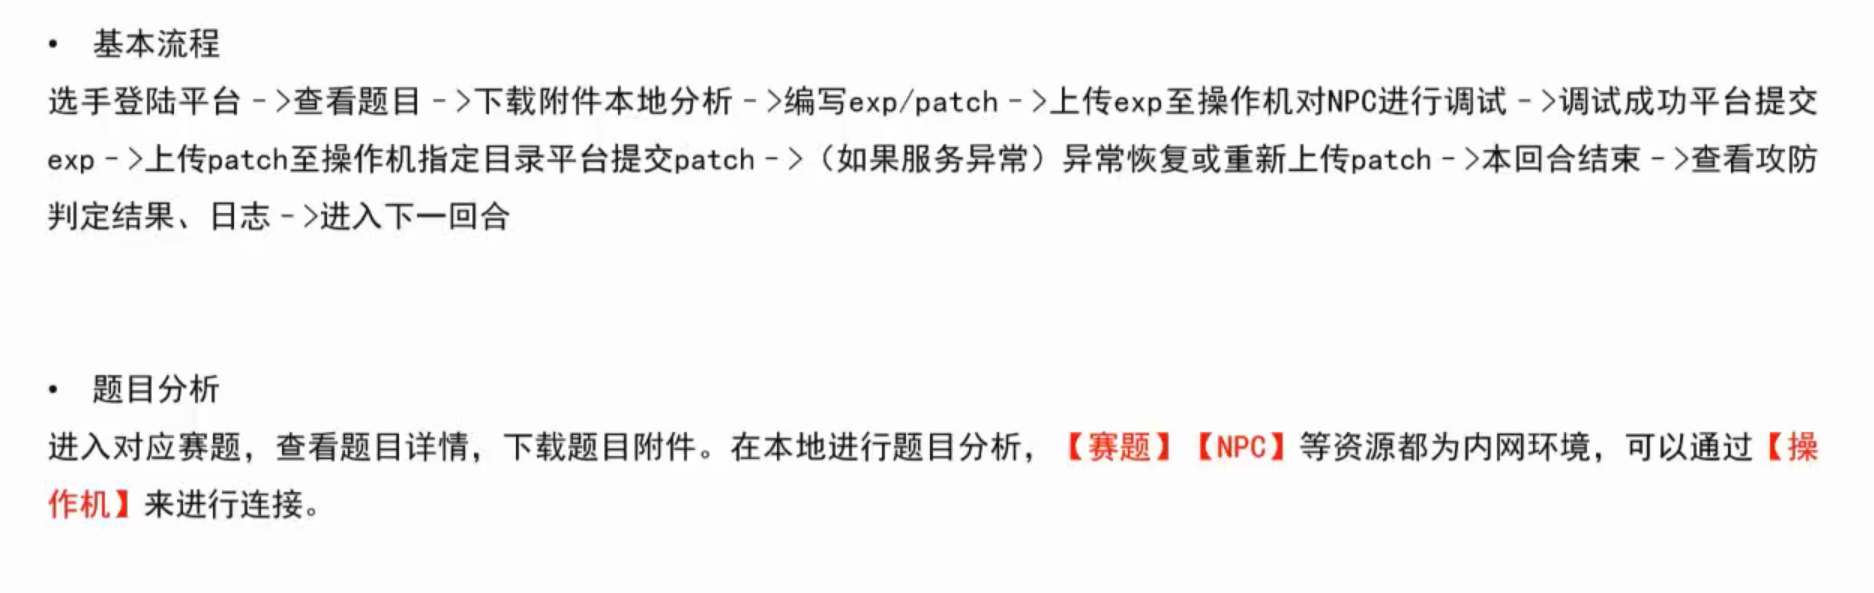 • 基本流程
选手登陆平台 -> 查看题目 -> 下载附件本地分析 -> 编写exp/patch -> 上传exp至操作机对NPC进行调试 -> 调试成功平台提交
exp -> 上传patch至操作机指定目录平台提交patch -> （如果服务异常）异常恢复或重新上传patch -> 本回合结束 -> 查看攻防
判定结果、日志 -> 进入下一回合
• 题目分析
进入对应赛题，查看题目详情，下载题目附件。在本地进行题目分析，【赛题】【NPC】等资源都为内网环境，可以通过【操
作机】来进行连接。